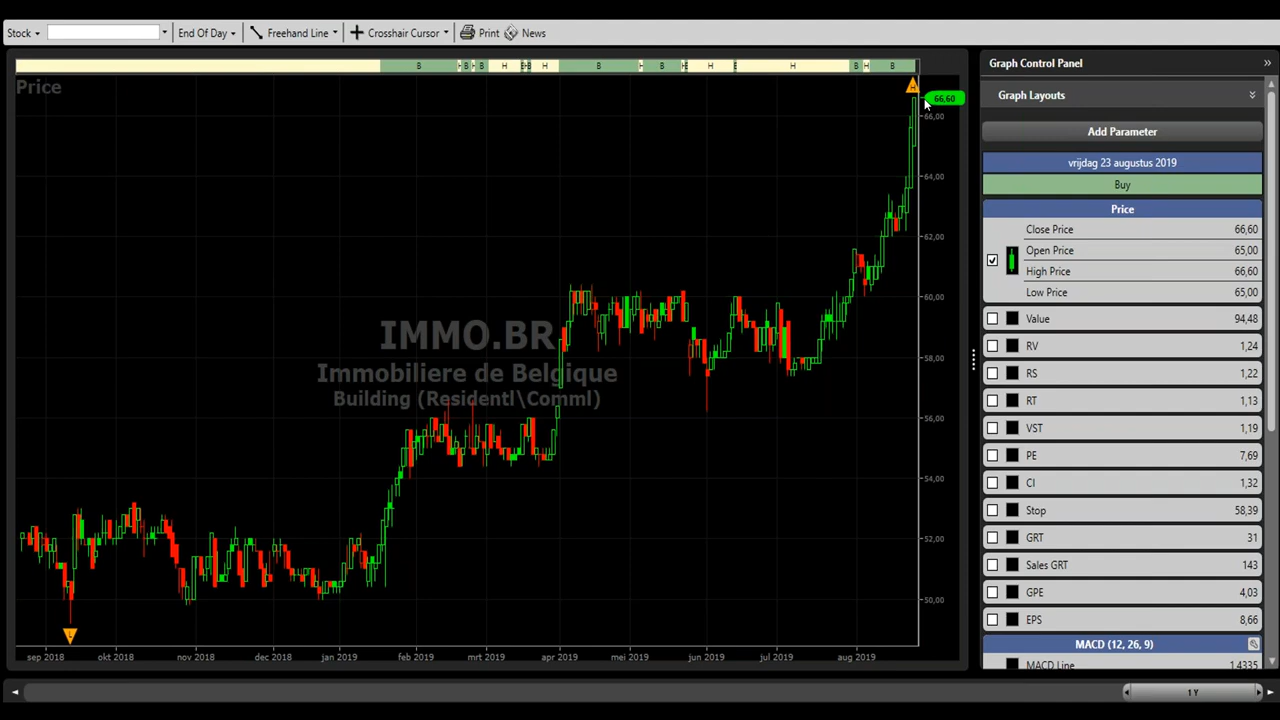 Stock
End Of Day
Freehand Line
Crosshair Cursor
Print
News
B B B H B H H B B H H B H B
Price
H
66,60
66,00
64,00
62,00
60,00
58,00
56,00
54,00
52,00
50,00
IMMO.BR
Immobiliere de Belgique
Building (Residentl\Comml)
L
sep 2018 okt 2018 nov 2018 dec 2018 jan 2019 feb 2019 mrt 2019 apr 2019 mei 2019 jun 2019 jul 2019 aug 2019
1 Y
Graph Control Panel
Graph Layouts
Add Parameter
vrijdag 23 augustus 2019
Buy
Price
Close Price 66,60
Open Price 65,00
High Price 66,60
Low Price 65,00
Value 94,48
RV 1,24
RS 1,22
RT 1,13
VST 1,19
PE 7,69
CI 1,32
Stop 58,39
GRT 31
Sales GRT 143
GPE 4,03
EPS 8,66
MACD (12, 26, 9)
MACD Line 1,4335